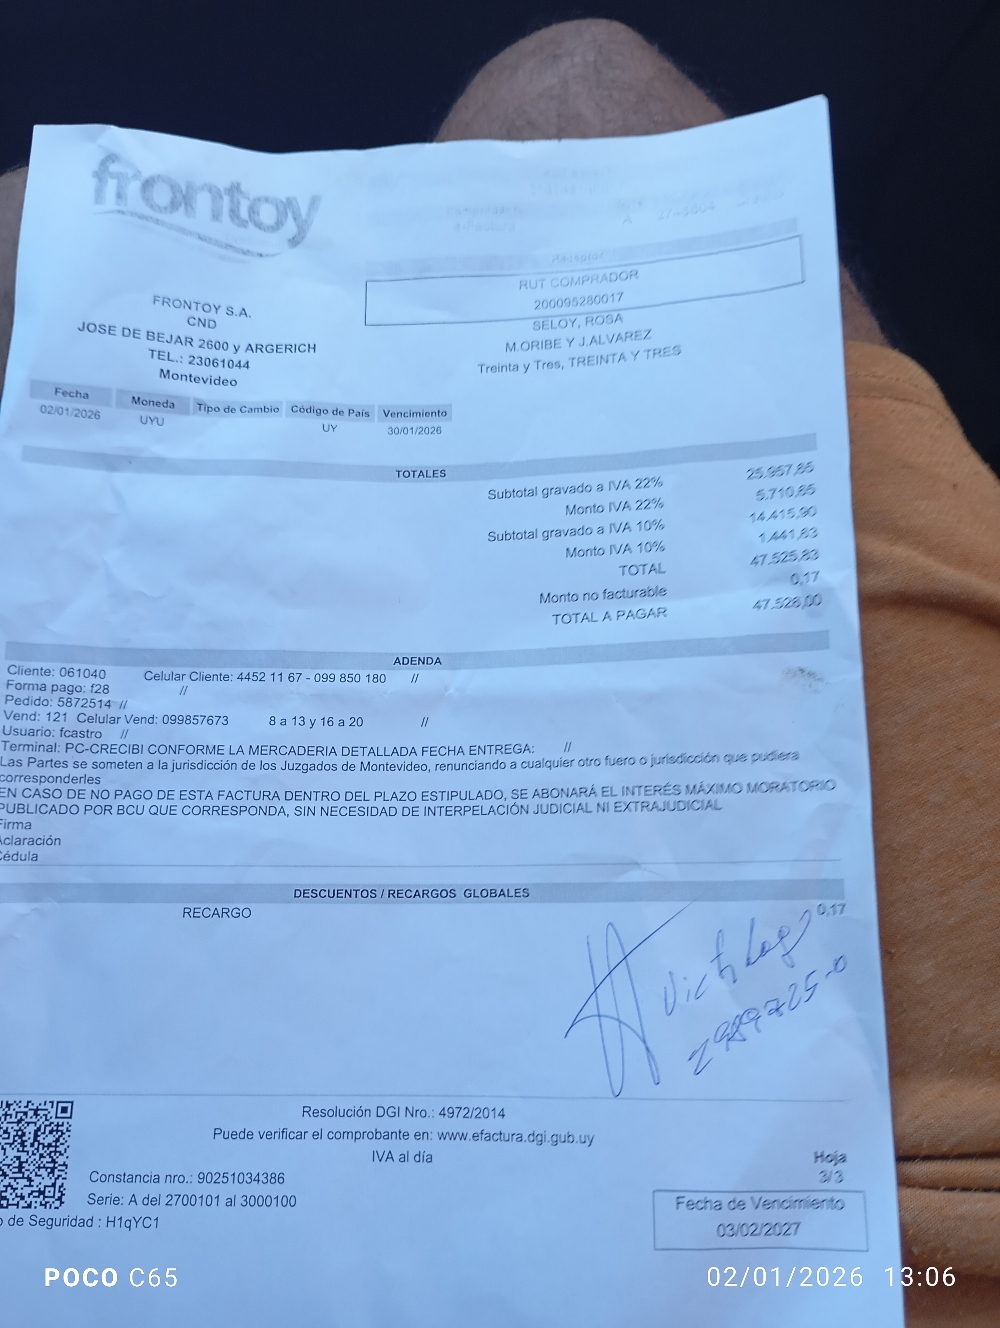 frontoy
RUT COMPRADOR
200095280017
FRONTOY S.A.
CND
JOSE DE BEJAR 2600 y ARGERICH
TEL.: 23061044
Montevideo
SELOY, ROSA
M.ORIBE Y J.ALVAREZ
Treinta y Tres, TREINTA Y TRES
Fecha Moneda Tipo de Cambio Código de País Vencimiento
02/01/2026 UYU UY 30/01/2026
TOTALES
Subtotal gravado a IVA 22% 25.957,85
Monto IVA 22% 5.710,85
Subtotal gravado a IVA 10% 14.415,90
Monto IVA 10% 1.441,63
TOTAL 47.525,83
Monto no facturable 0,17
TOTAL A PAGAR 47.526,00
ADENDA
Cliente: 061040 Celular Cliente: 4452 11 67 - 099 850 180 //
Forma pago: f28 //
Pedido: 5872514 //
Vend: 121 Celular Vend: 099857673 8 a 13 y 16 a 20 //
Usuario: fcastro //
Terminal: PC-CRECIBI CONFORME LA MERCADERIA DETALLADA FECHA ENTREGA: //
Las Partes se someten a la jurisdicción de los Juzgados de Montevideo, renunciando a cualquier otro fuero o jurisdicción que pudiera
corresponderles
EN CASO DE NO PAGO DE ESTA FACTURA DENTRO DEL PLAZO ESTIPULADO, SE ABONARÁ EL INTERÉS MÁXIMO MORATORIO
PUBLICADO POR BCU QUE CORRESPONDA, SIN NECESIDAD DE INTERPELACIÓN JUDICIAL NI EXTRAJUDICIAL
Firma
Aclaración
Cédula
DESCUENTOS / RECARGOS GLOBALES
RECARGO 0,17
Resolución DGI Nro.: 4972/2014
Puede verificar el comprobante en: www.efactura.dgi.gub.uy
IVA al día
Constancia nro.: 90251034386
Serie: A del 2700101 al 3000100
o de Seguridad : H1qYC1
Hoja
3/3
Fecha de Vencimiento
03/02/2027
POCO C65
02/01/2026 13:06